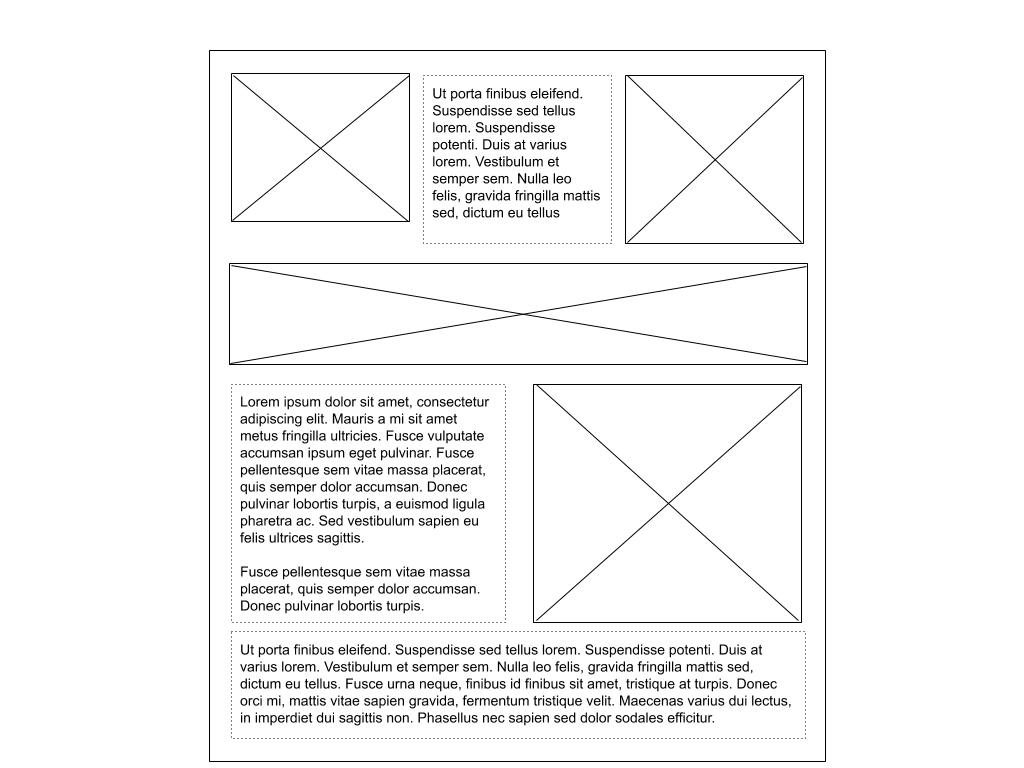 Ut porta finibus eleifend.
Suspendisse sed tellus
lorem. Suspendisse
potenti. Duis at varius
lorem. Vestibulum et
semper sem. Nulla leo
felis, gravida fringilla mattis
sed, dictum eu tellus
Lorem ipsum dolor sit amet, consectetur
adipiscing elit. Mauris a mi sit amet
metus fringilla ultricies. Fusce vulputate
accumsan ipsum eget pulvinar. Fusce
pellentesque sem vitae massa placerat,
quis semper dolor accumsan. Donec
pulvinar lobortis turpis, a euismod ligula
pharetra ac. Sed vestibulum sapien eu
felis ultrices sagittis.
Fusce pellentesque sem vitae massa
placerat, quis semper dolor accumsan.
Donec pulvinar lobortis turpis.
Ut porta finibus eleifend. Suspendisse sed tellus lorem. Suspendisse potenti. Duis at
varius lorem. Vestibulum et semper sem. Nulla leo felis, gravida fringilla mattis sed,
dictum eu tellus. Fusce urna neque, finibus id finibus sit amet, tristique at turpis. Donec
orci mi, mattis vitae sapien gravida, fermentum tristique velit. Maecenas varius dui lectus,
in imperdiet dui sagittis non. Phasellus nec sapien sed dolor sodales efficitur.